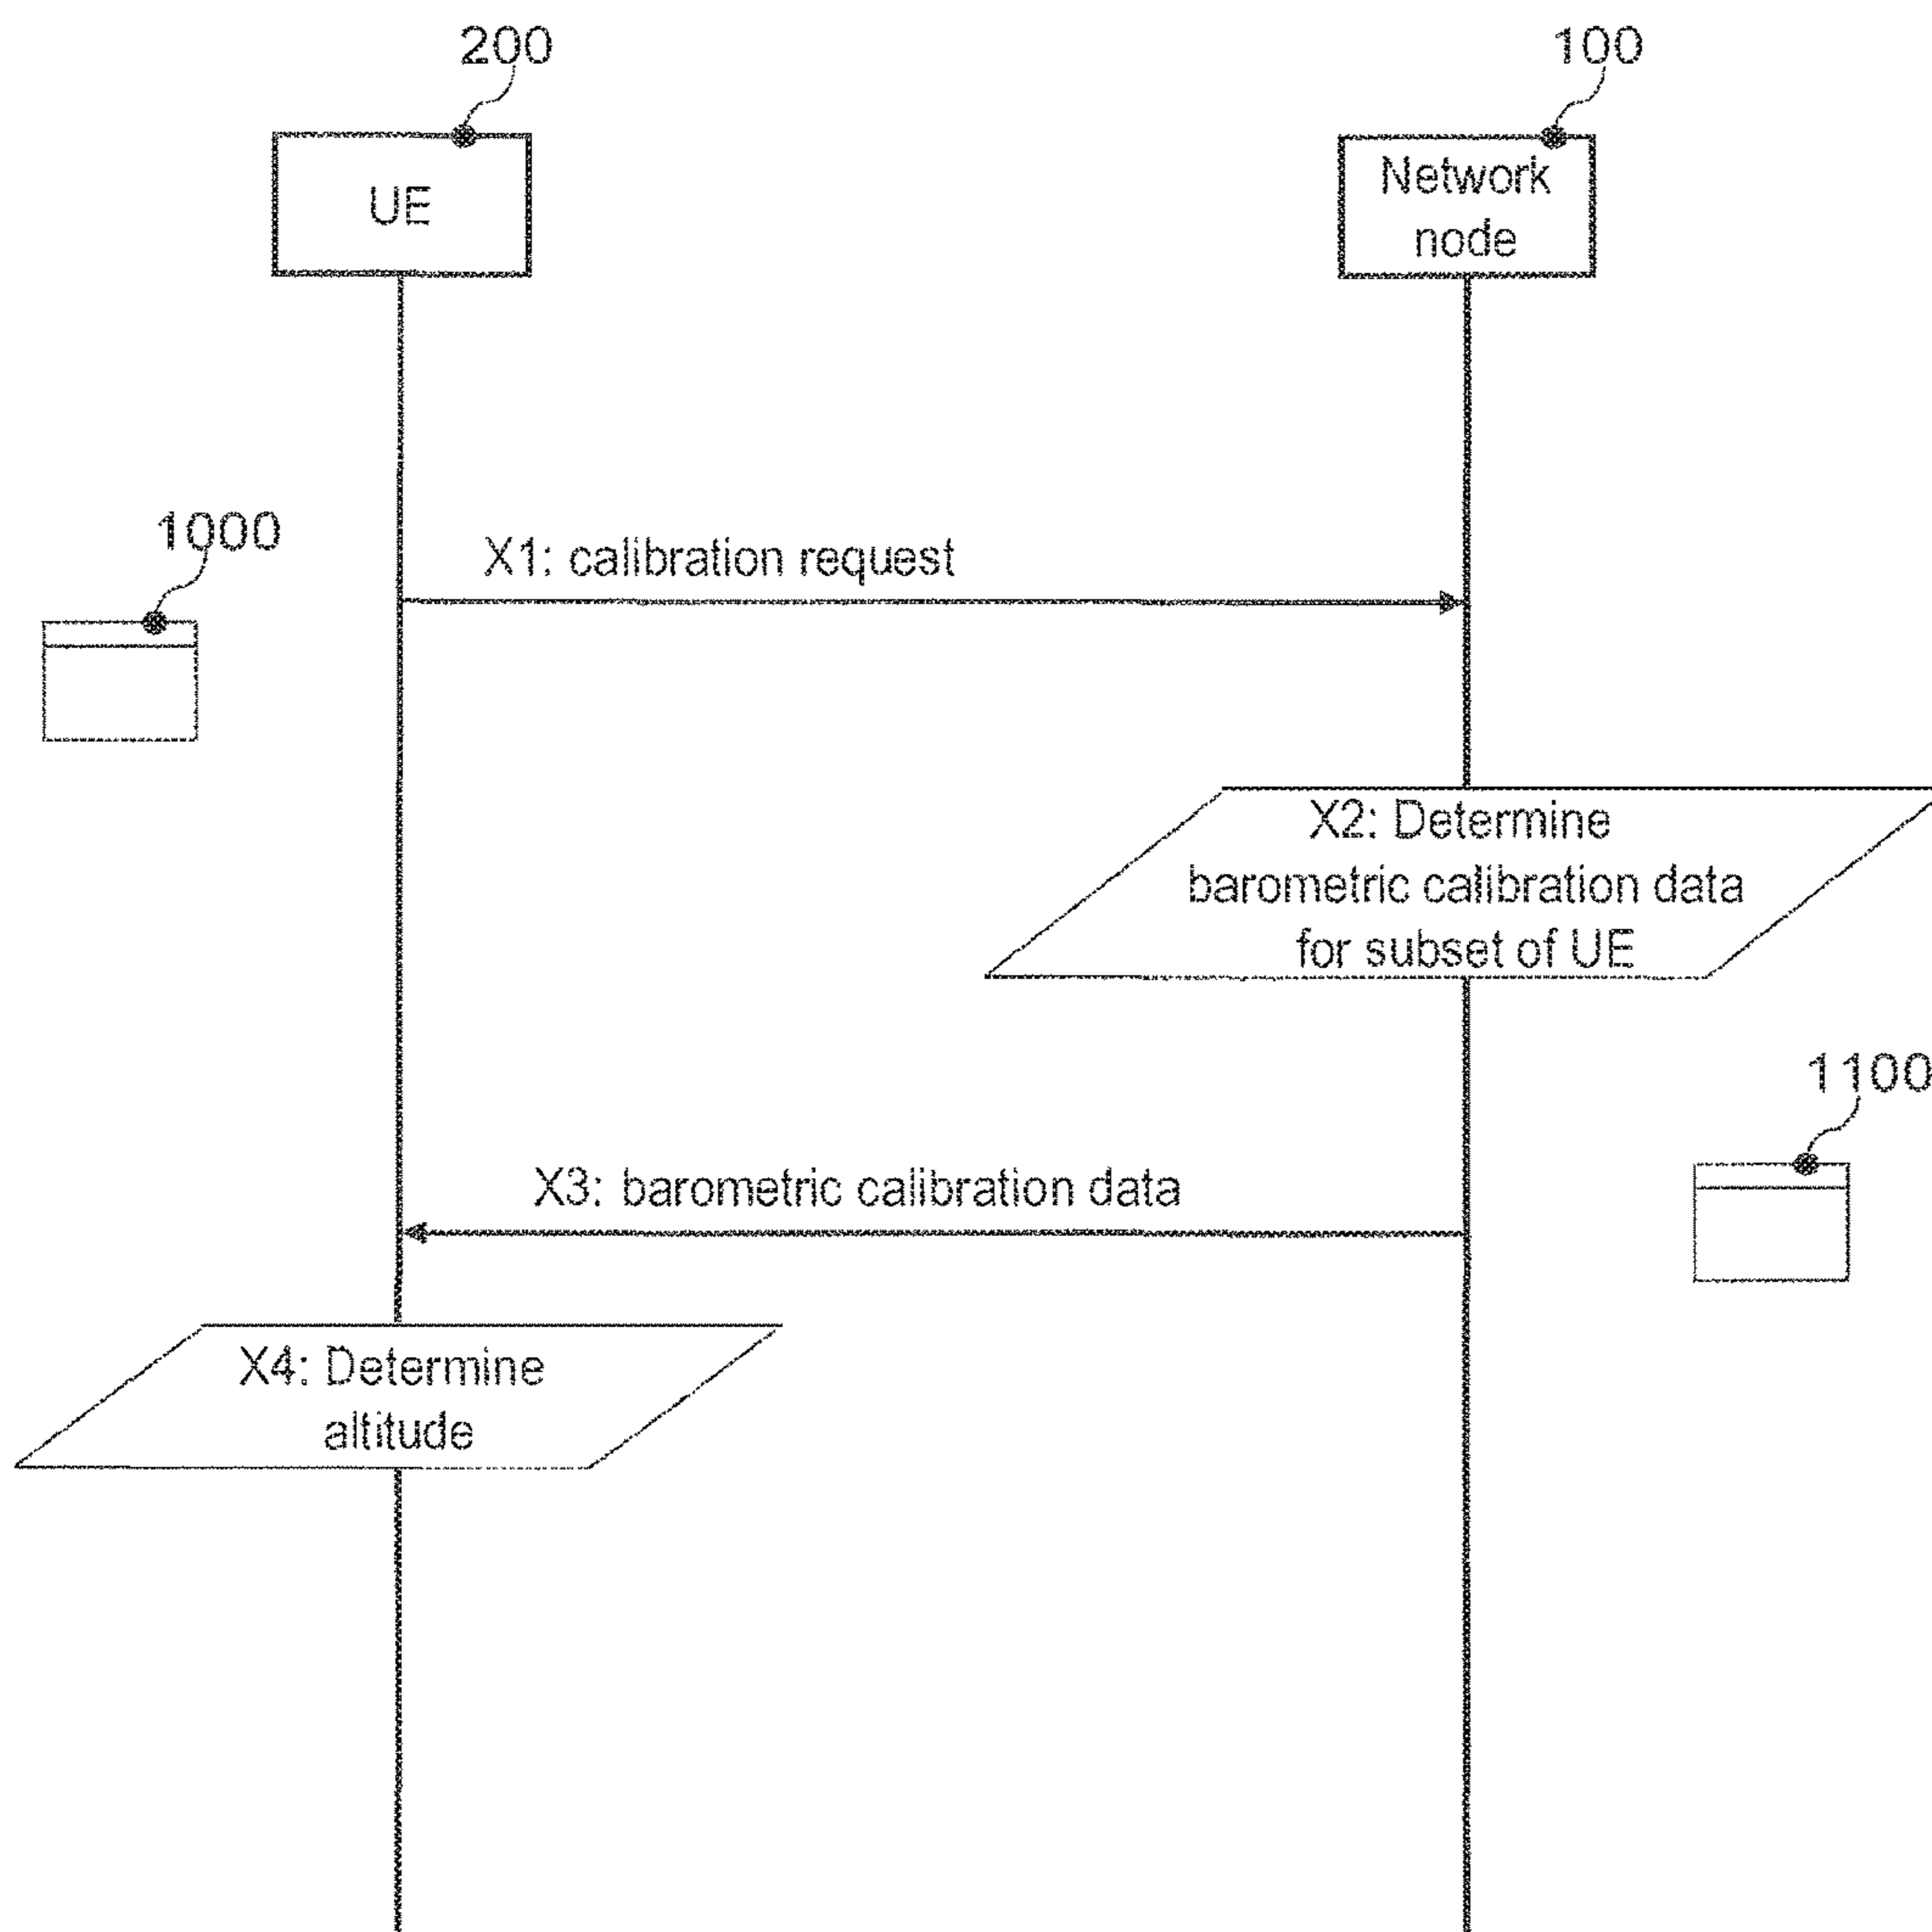 200
100
UE
Network
node
1000
X1: calibration request
X2: Determine
barometric calibration data
for subset of UE
1100
X3: barometric calibration data
X4: Determine
altitude